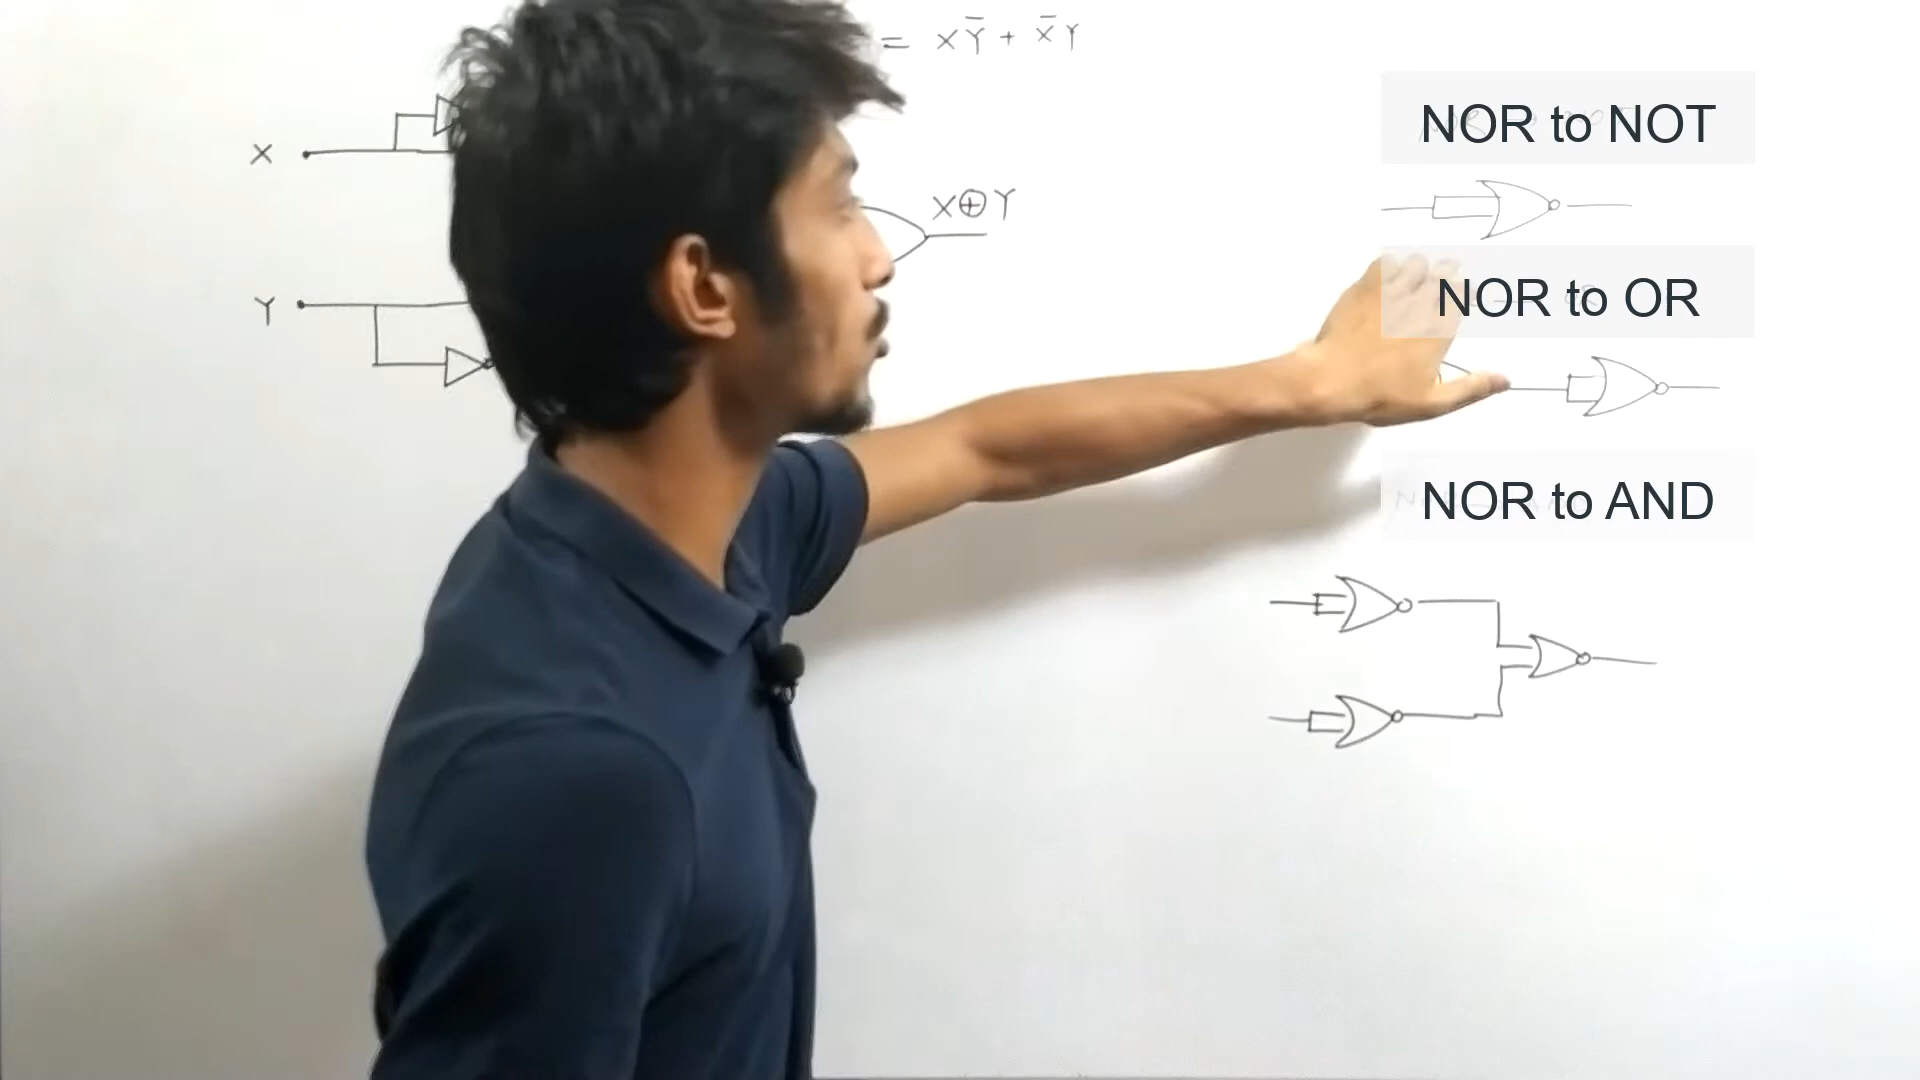 = XȲ + X̄Y
X
X⊕Y
Y
NOR to NOT
NOR to OR
NOR to AND